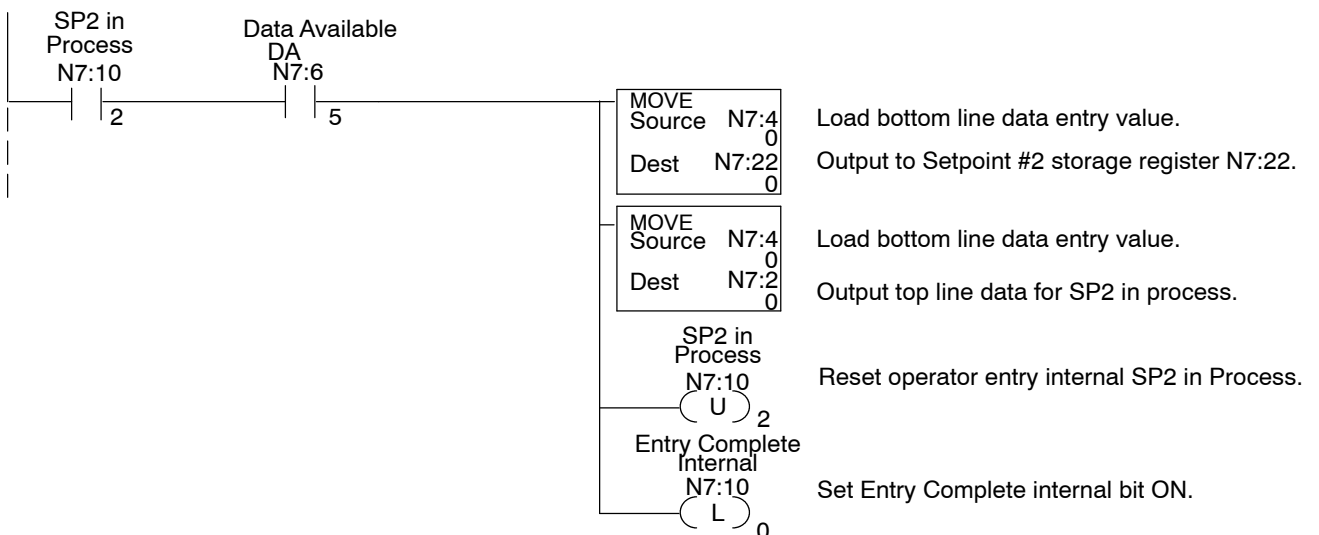 SP2 in
Process
N7:10
2
Data Available
DA
N7:6
5
MOVE
Source N7:4
0
Dest N7:22
0
Load bottom line data entry value.
Output to Setpoint #2 storage register N7:22.
MOVE
Source N7:4
0
Dest N7:2
0
Load bottom line data entry value.
Output top line data for SP2 in process.
SP2 in
Process
N7:10
U
2
Reset operator entry internal SP2 in Process.
Entry Complete
Internal
N7:10
L
0
Set Entry Complete internal bit ON.